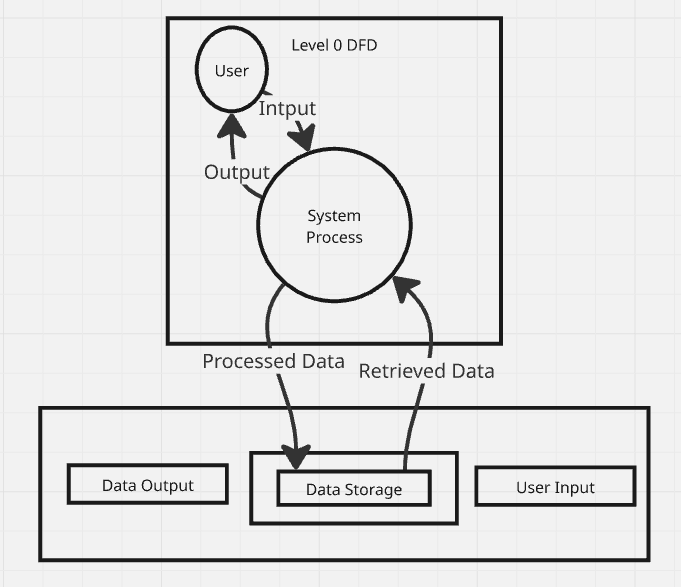 Level 0 DFD
User
Intput
Output
System
Process
Processed Data
Retrieved Data
Data Output
Data Storage
User Input